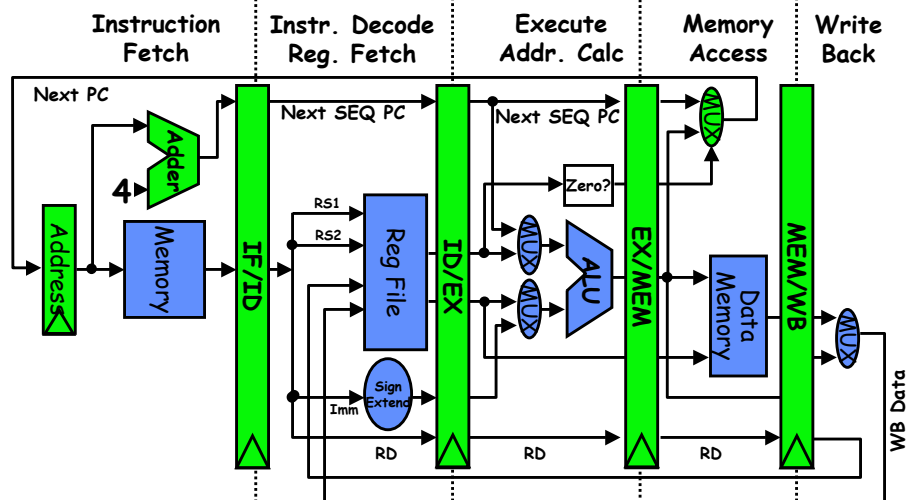 Instruction
Fetch
Instr. Decode
Reg. Fetch
Execute
Addr. Calc
Memory
Access
Write
Back
Next PC
Next SEQ PC
Next SEQ PC
MUX
Adder
4
Zero?
RS1
RS2
Address
Memory
IF/ID
Reg File
ID/EX
MUX
MUX
ALU
EX/MEM
Data
Memory
MEM/WB
MUX
Sign
Extend
Imm
RD
RD
RD
WB Data